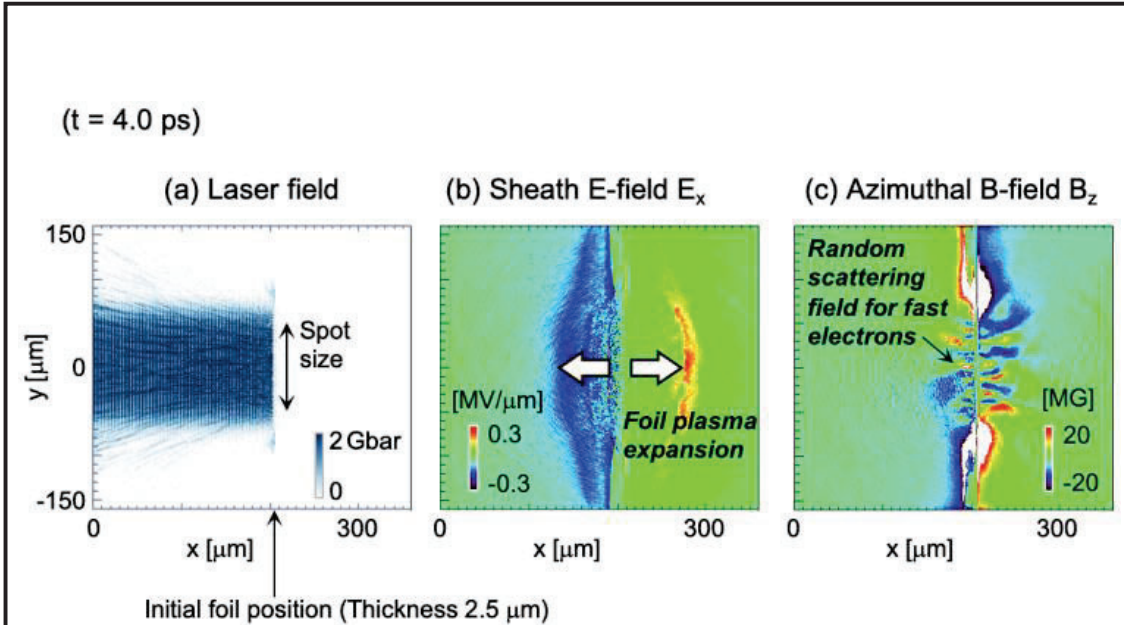 (t = 4.0 ps)
(a) Laser field
(b) Sheath E-field Eₓ
(c) Azimuthal B-field B_z
150
0
-150
y [μm]
Spot
size
2 Gbar
0
0
300
x [μm]
Initial foil position (Thickness 2.5 μm)
[MV/μm]
0.3
-0.3
Foil plasma
expansion
0
300
x [μm]
Random
scattering
field for fast
electrons
[MG]
20
-20
0
300
x [μm]